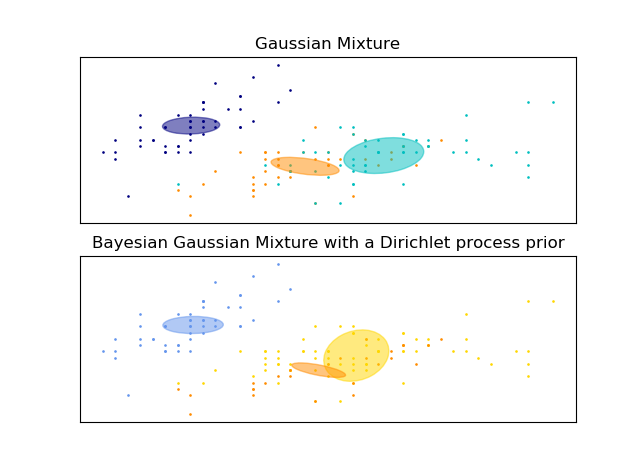 Gaussian Mixture
Bayesian Gaussian Mixture with a Dirichlet process prior